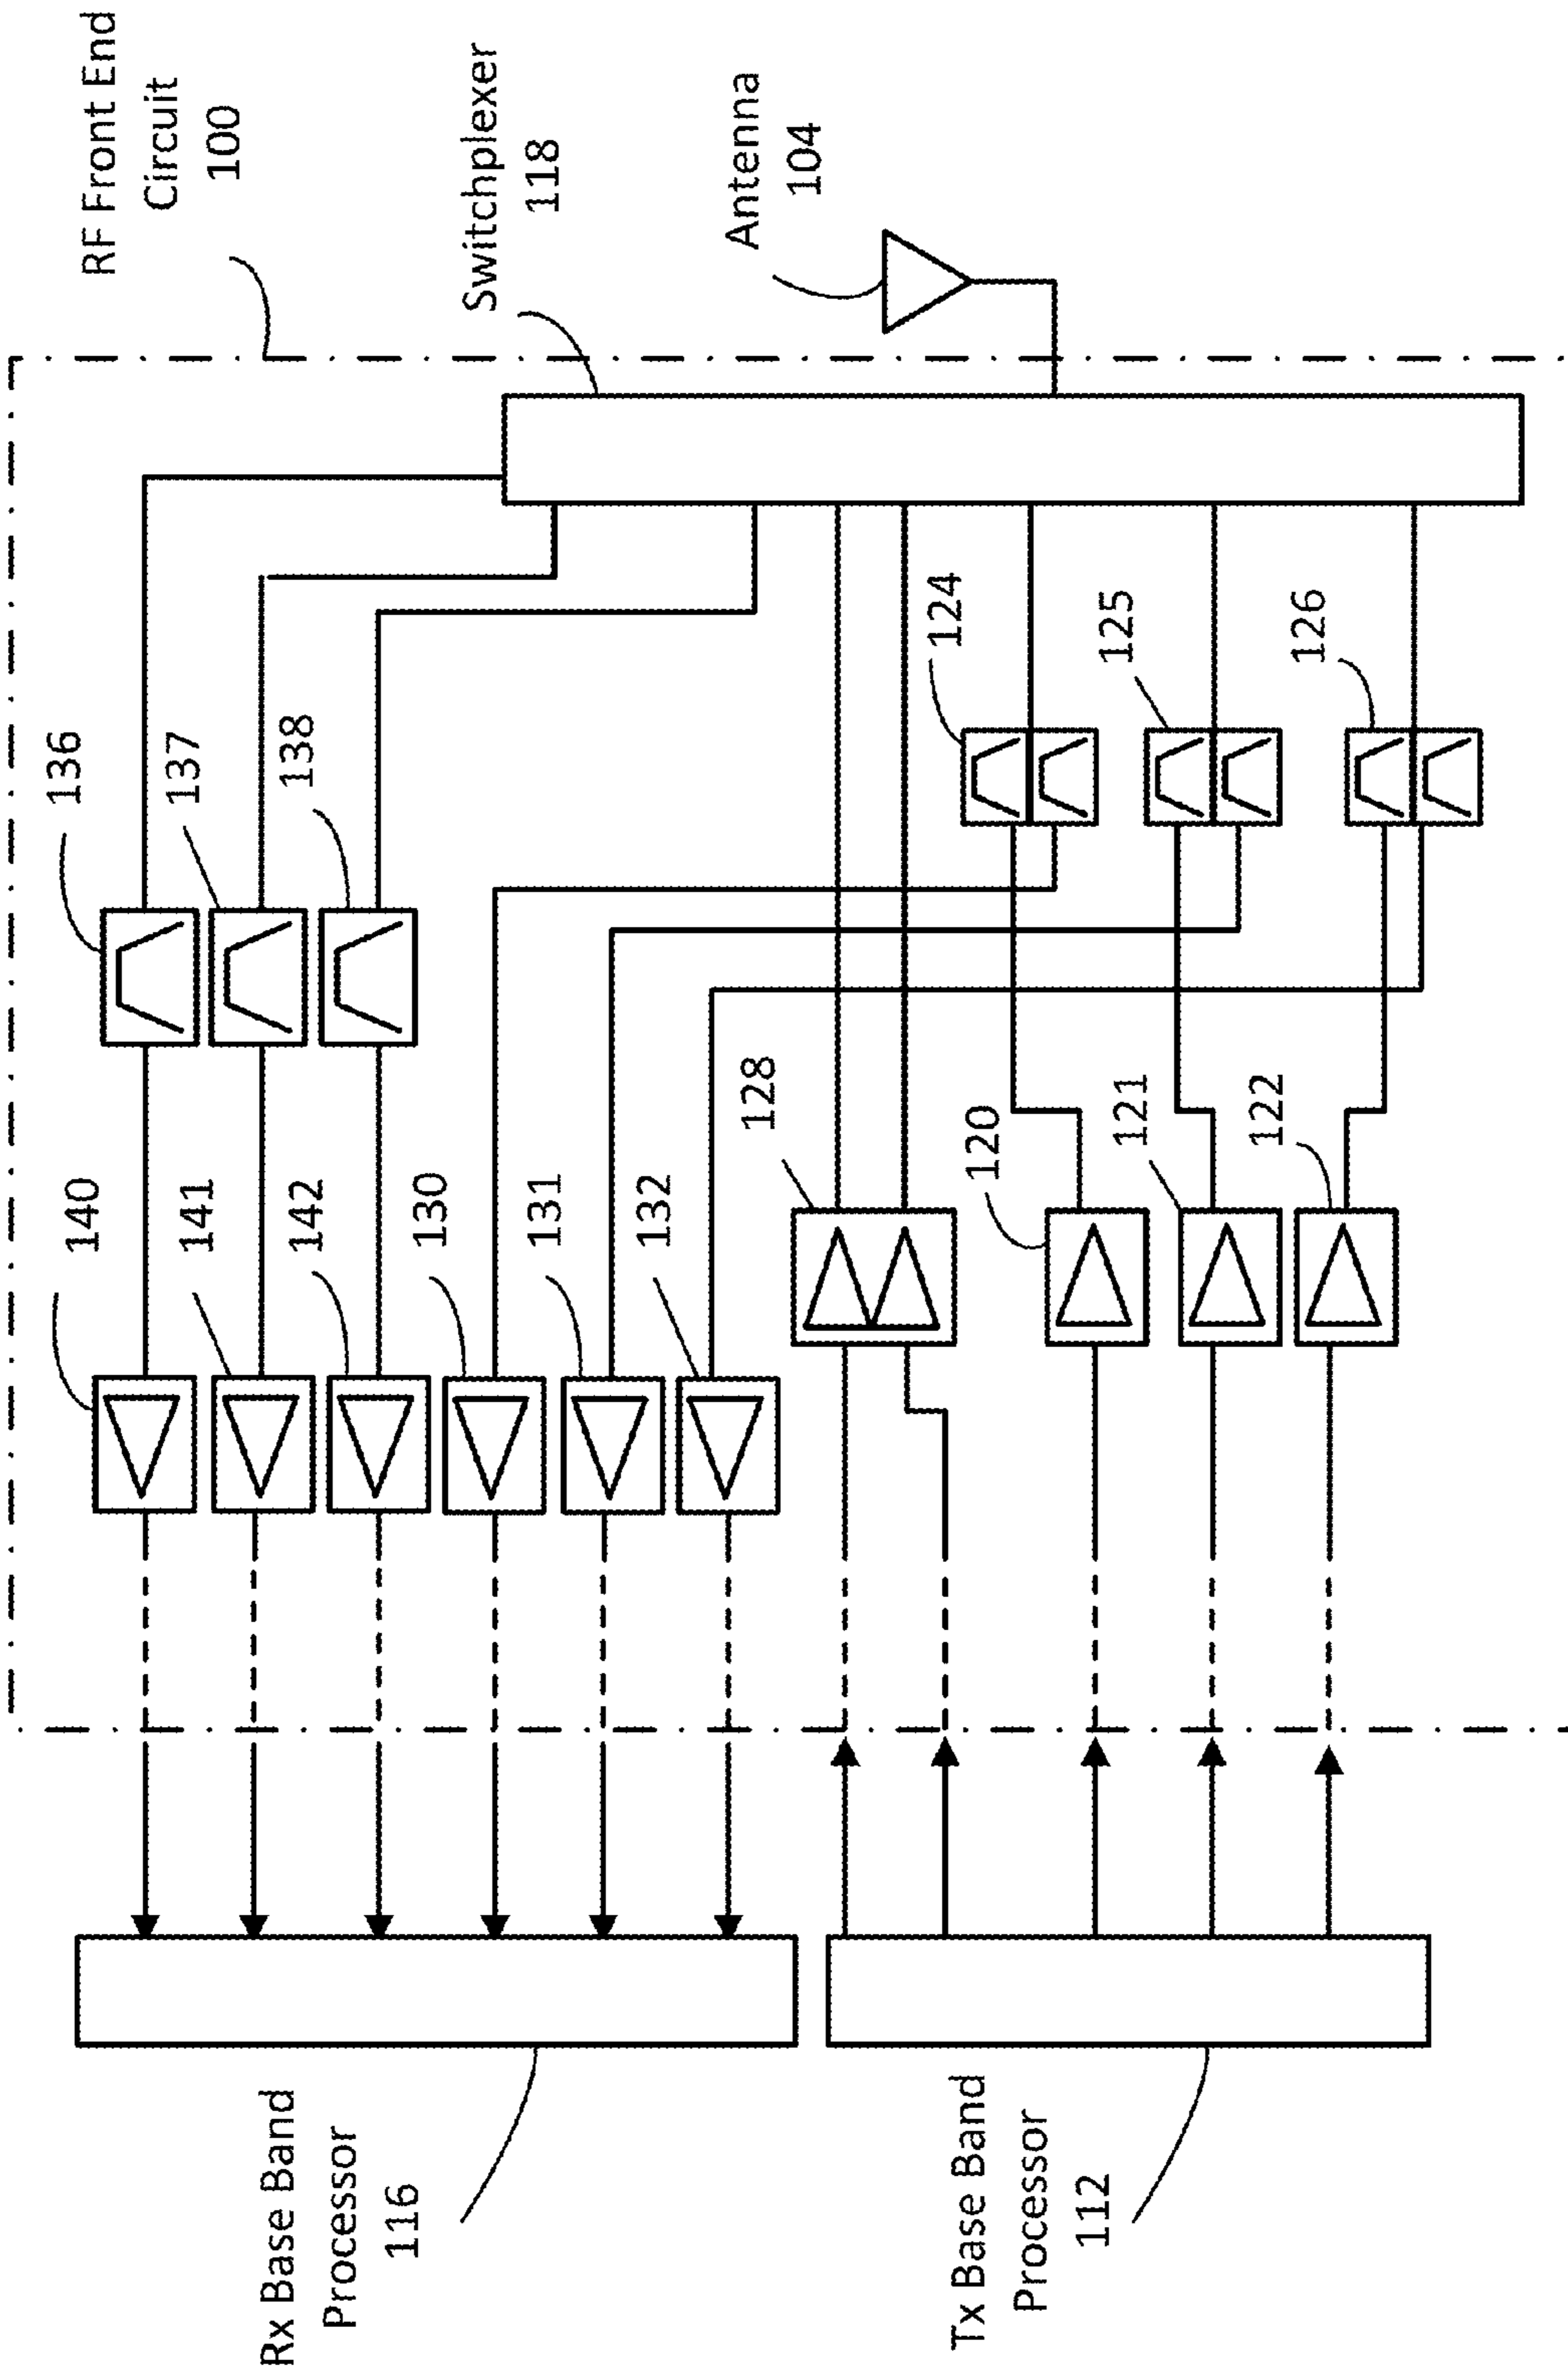 RF Front End
Circuit
100
Switchplexer
118
Antenna
104
136
137
138
124
125
126
140
141
142
130
131
132
128
120
121
122
Rx Base Band
Processor
116
Tx Base Band
Processor
112